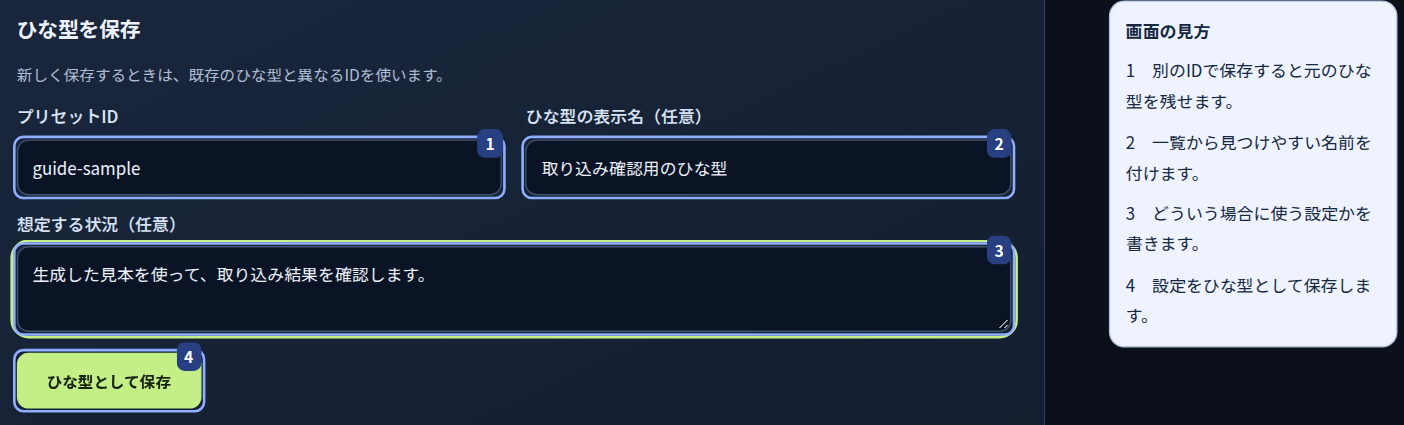 ひな型を保存
新しく保存するときは、既存のひな型と異なるIDを使います。
プリセットID
1
guide-sample
ひな型の表示名（任意）
2
取り込み確認用のひな型
想定する状況（任意）
3
生成した見本を使って、取り込み結果を確認します。
4
ひな型として保存
画面の見方
1　別のIDで保存すると元のひな
型を残せます。
2　一覧から見つけやすい名前を
付けます。
3　どういう場合に使う設定かを
書きます。
4　設定をひな型として保存しま
す。